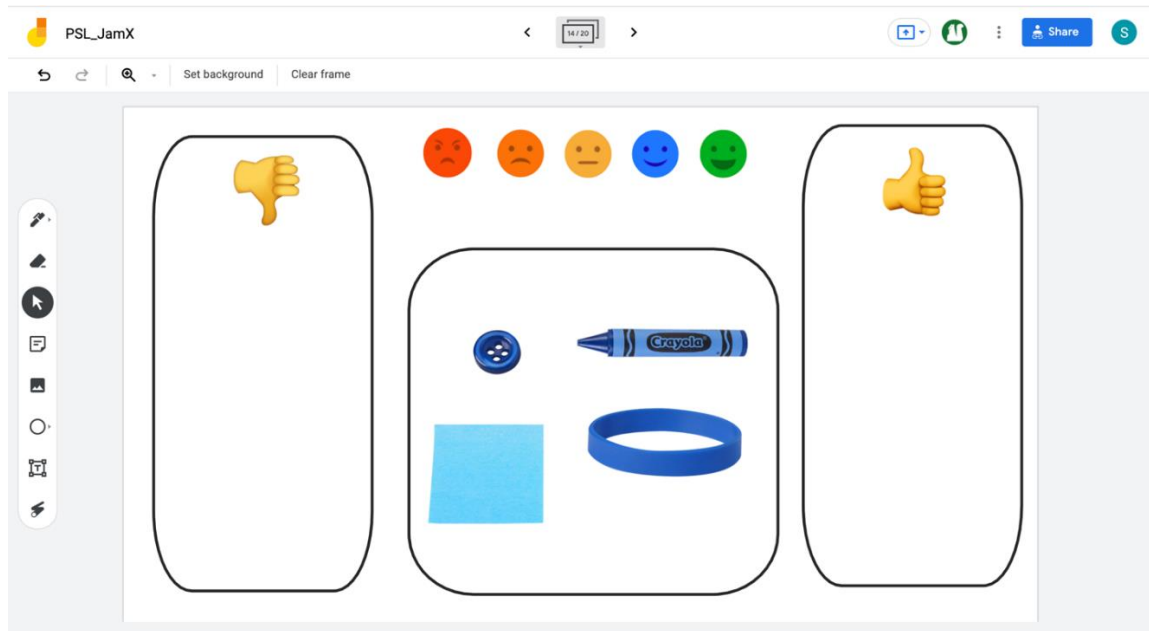 PSL_JamX
14 / 20
Share
S
Set background
Clear frame
Crayola
T